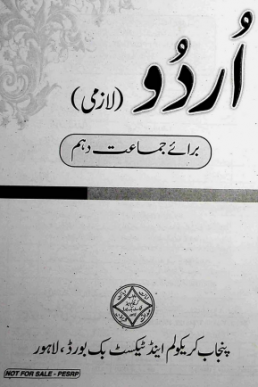 اُردُو (لازمی)
برائے جماعت دہم
پنجاب کریکولم اینڈ ٹیکسٹ بک بورڈ، لاہور
NOT FOR SALE - PESRP